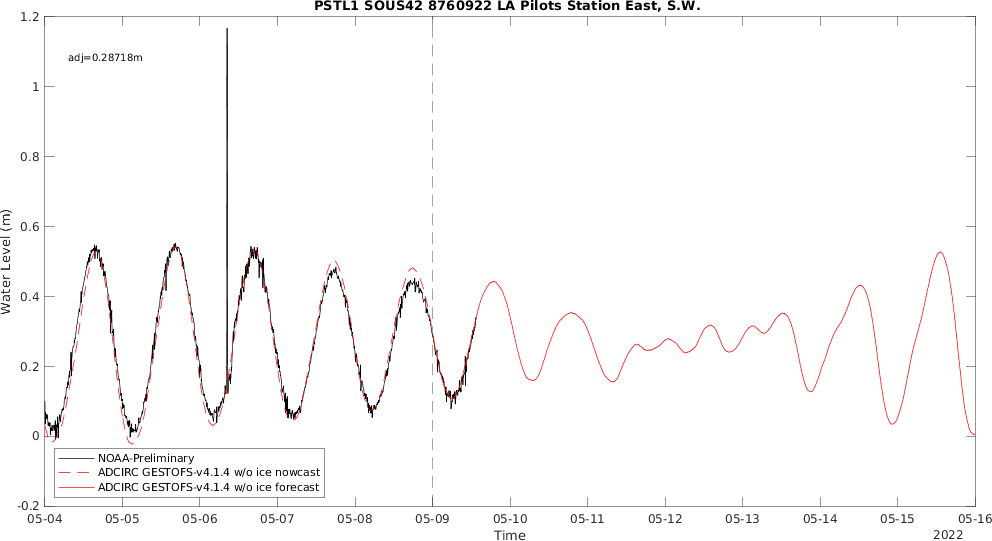 PSTL1 SOUS42 8760922 LA Pilots Station East, S.W.
adj=0.28718m
Water Level (m)
1.2
1
0.8
0.6
0.4
0.2
0
-0.2
NOAA-Preliminary
ADCIRC GESTOFS-v4.1.4 w/o ice nowcast
ADCIRC GESTOFS-v4.1.4 w/o ice forecast
05-04 05-05 05-06 05-07 05-08 05-09 05-10 05-11 05-12 05-13 05-14 05-15 05-16
Time
2022